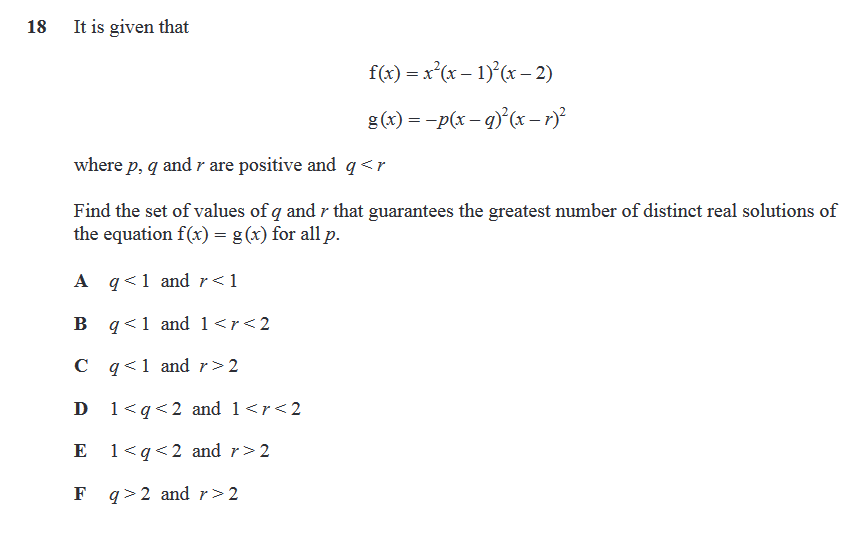 18 It is given that
f(x) = x²(x – 1)²(x – 2)
g(x) = –p(x – q)²(x – r)²
where p, q and r are positive and q < r
Find the set of values of q and r that guarantees the greatest number of distinct real solutions of
the equation f(x) = g(x) for all p.
A q < 1 and r < 1
B q < 1 and 1 < r < 2
C q < 1 and r > 2
D 1 < q < 2 and 1 < r < 2
E 1 < q < 2 and r > 2
F q > 2 and r > 2